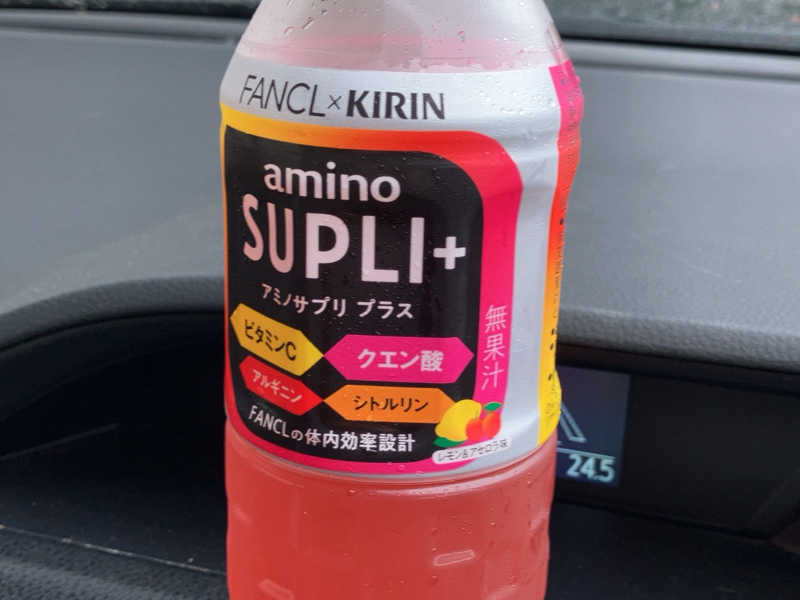 FANCL×KIRIN
amino
SUPLI+
アミノサプリ プラス
ビタミンC
クエン酸
アルギニン
シトルリン
FANCLの体内効率設計
無果汁
レモン&アセロラ味
24.5